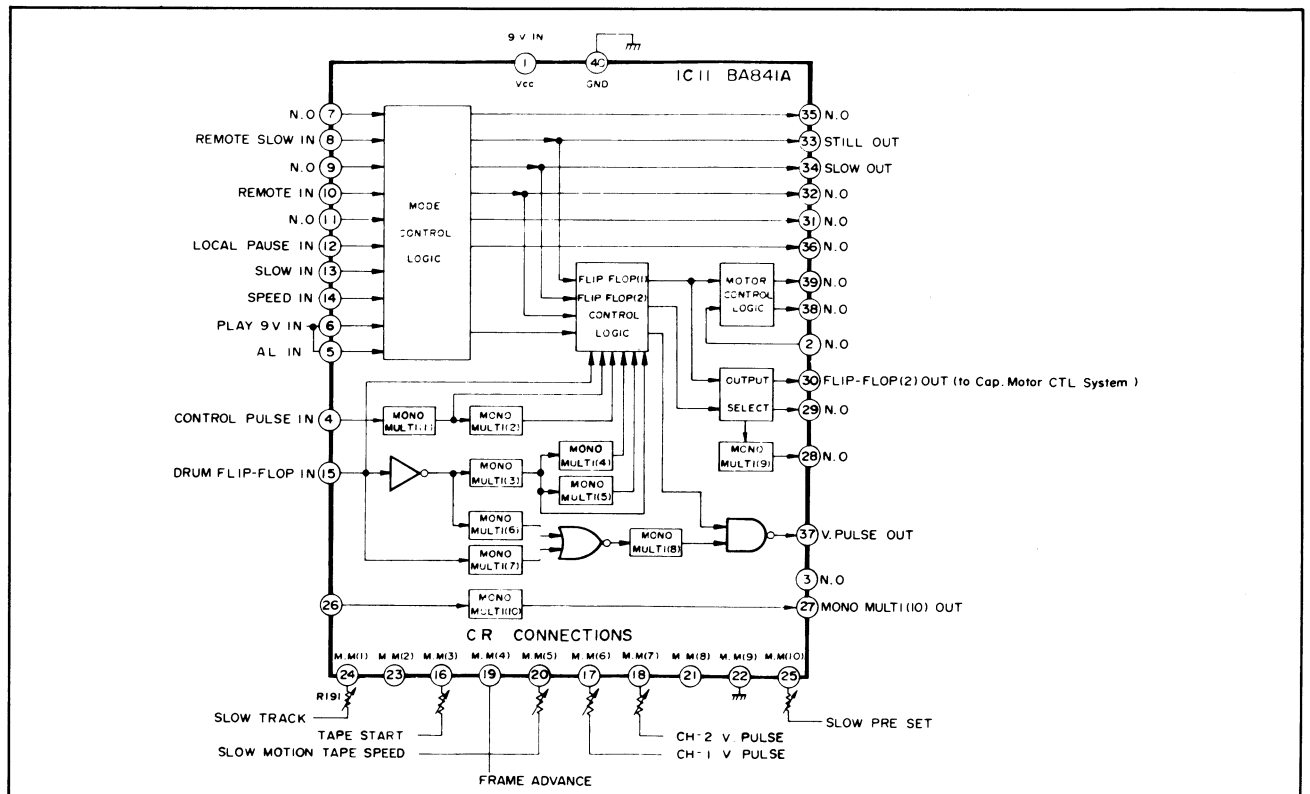 9 V IN
1 40 IC11 BA841A
Vcc GND
N.O 7 35 N.O
REMOTE SLOW IN 8 33 STILL OUT
N.O 9 34 SLOW OUT
REMOTE IN 10 32 N.O
N.O 11 31 N.O
LOCAL PAUSE IN 12 36 N.O
SLOW IN 13
SPEED IN 14
PLAY 9V IN 6
AL IN 5
MODE
CONTROL
LOGIC
FLIP FLOP(1)
FLIP FLOP(2)
CONTROL
LOGIC
MOTOR
CONTROL
LOGIC
39 N.O
38 N.O
2 N.O
OUTPUT
SELECT
30 FLIP-FLOP(2) OUT (to Cap. Motor CTL System )
29 N.O
MONO
MULTI(9)
28 N.O
CONTROL PULSE IN 4
MONO
MULTI(1)
MONO
MULTI(2)
DRUM FLIP-FLOP IN 15
MONO
MULTI(3)
MONO
MULTI(4)
MONO
MULTI(5)
MONO
MULTI(6)
MONO
MULTI(7)
MONO
MULTI(8)
37 V.PULSE OUT
3 N.O
26
MONO
MULTI(10)
27 MONO MULTI(10) OUT
CR CONNECTIONS
M.M(1) M.M(2) M.M(3) M.M(4) M.M(5) M.M(6) M.M(7) M.M(8) M.M(9) M.M(10)
24 23 16 19 20 17 18 21 22 25
R191
SLOW TRACK
SLOW PRE SET
TAPE START
CH-2 V. PULSE
SLOW MOTION TAPE SPEED
CH-1 V PULSE
FRAME ADVANCE